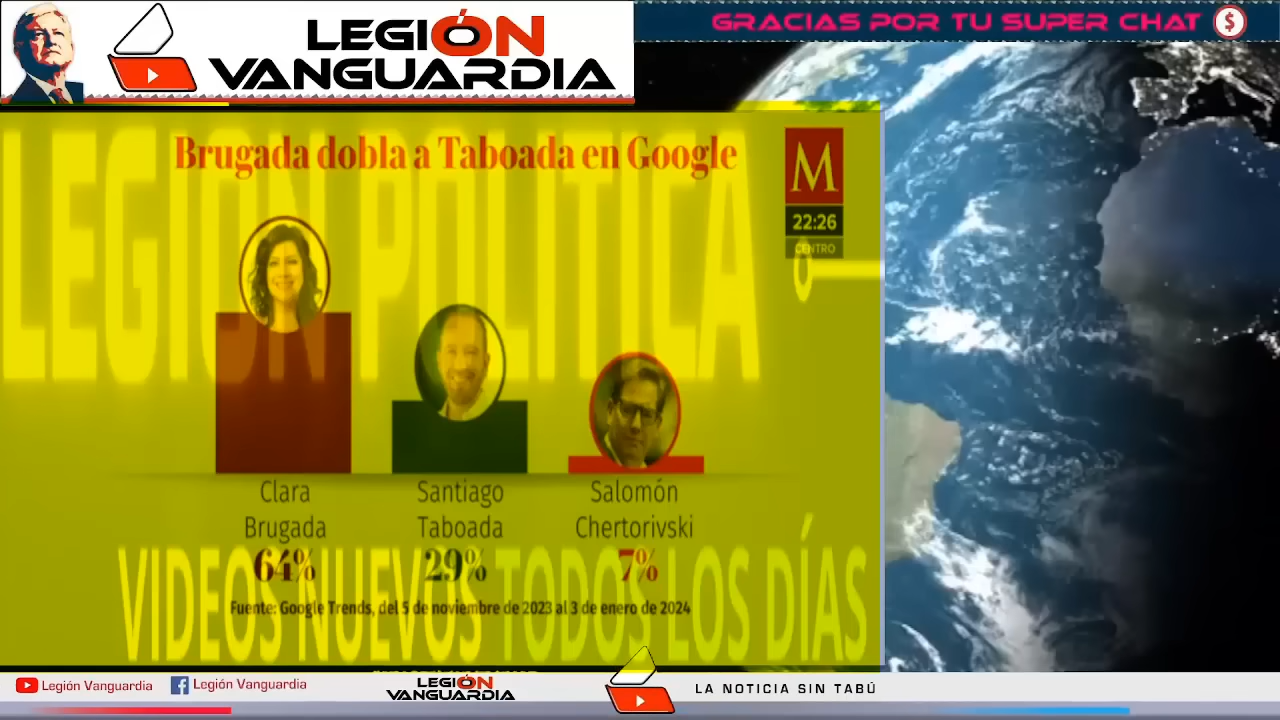 LEGIÓN
VANGUARDIA
GRACIAS POR TU SUPER CHAT $
LEGIÓN POLÍTICA
Brugada dobla a Taboada en Google
M
22:26
CENTRO
Clara
Brugada
64%
Santiago
Taboada
29%
Salomón
Chertorivski
7%
VIDEOS NUEVOS TODOS LOS DÍAS
Fuente: Google Trends, del 5 de noviembre de 2023 al 3 de enero de 2024
Legión Vanguardia
Legión Vanguardia
LEGIÓN
VANGUARDIA
LA NOTICIA SIN TABÚ